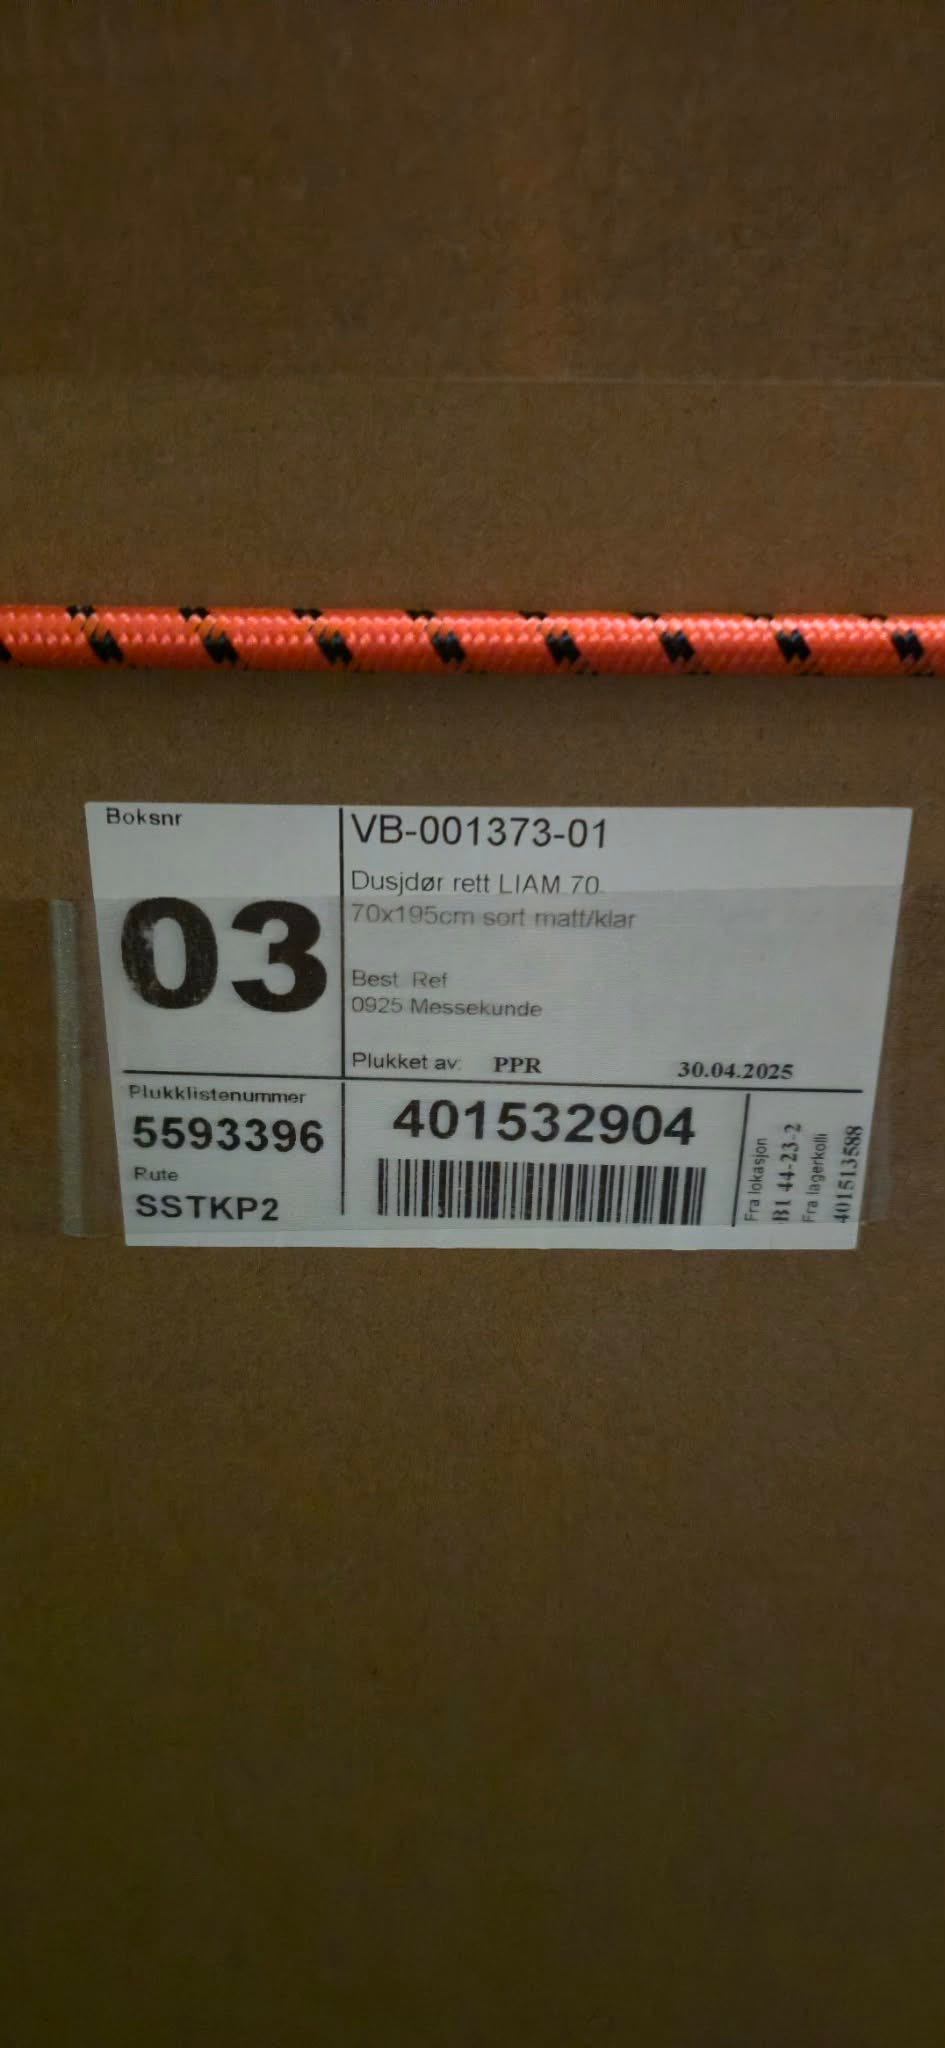 Boksnr
03
VB-001373-01
Dusjdør rett LIAM 70
70x195cm sort matt/klar
Best. Ref
0925 Messekunde
Plukket av: PPR 30.04.2025
Plukklistenummer
5593396
Rute
SSTKP2
401532904
Fra lokasjon
B1 44-23-2
Fra lagerkolli
401513588